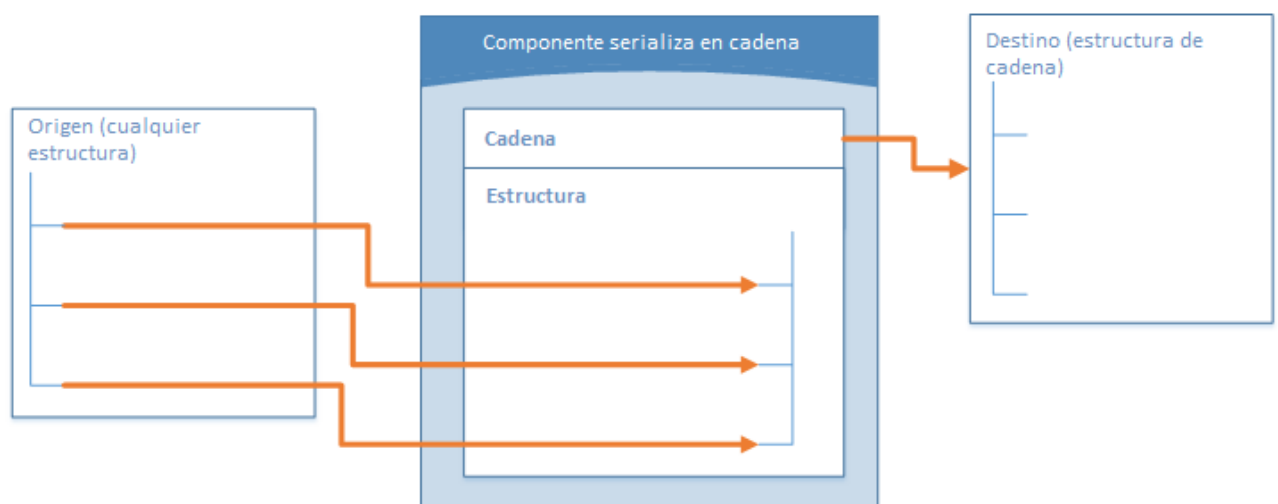 Componente serializa en cadena
Destino (estructura de
cadena)
Origen (cualquier
estructura)
Cadena
Estructura